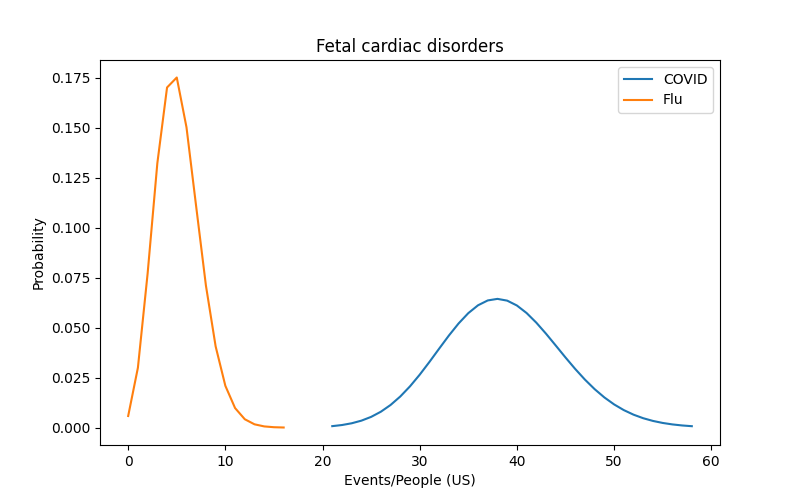 Fetal cardiac disorders
COVID
Flu
Probability
0.175
0.150
0.125
0.100
0.075
0.050
0.025
0.000
0 10 20 30 40 50 60
Events/People (US)